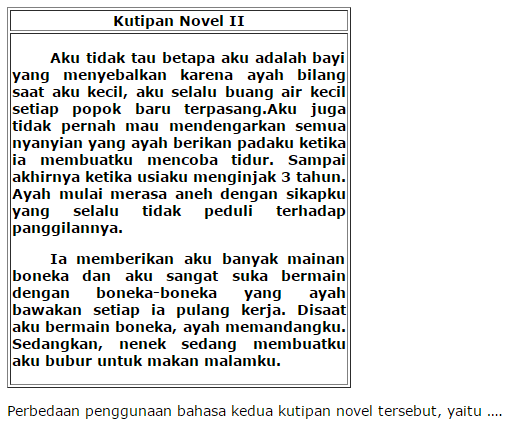 Kutipan Novel II
Aku tidak tau betapa aku adalah bayi
yang menyebalkan karena ayah bilang
saat aku kecil, aku selalu buang air kecil
setiap popok baru terpasang.Aku juga
tidak pernah mau mendengarkan semua
nyanyian yang ayah berikan padaku ketika
ia membuatku mencoba tidur. Sampai
akhirnya ketika usiaku menginjak 3 tahun.
Ayah mulai merasa aneh dengan sikapku
yang selalu tidak peduli terhadap
panggilannya.
Ia memberikan aku banyak mainan
boneka dan aku sangat suka bermain
dengan boneka-boneka yang ayah
bawakan setiap ia pulang kerja. Disaat
aku bermain boneka, ayah memandangku.
Sedangkan, nenek sedang membuatku
aku bubur untuk makan malamku.
Perbedaan penggunaan bahasa kedua kutipan novel tersebut, yaitu ....